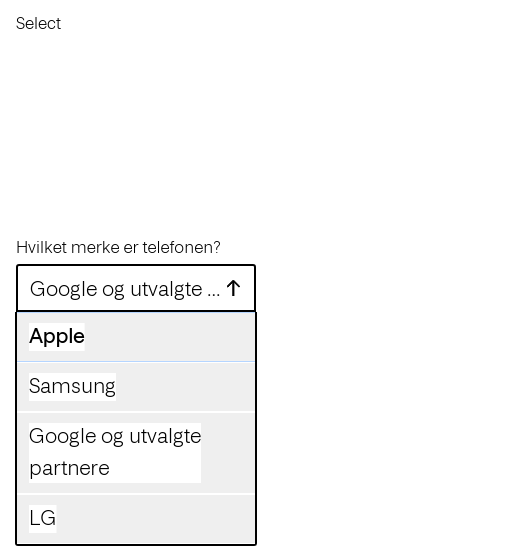 Select
Hvilket merke er telefonen?
Google og utvalgte ...
Apple
Samsung
Google og utvalgte
partnere
LG